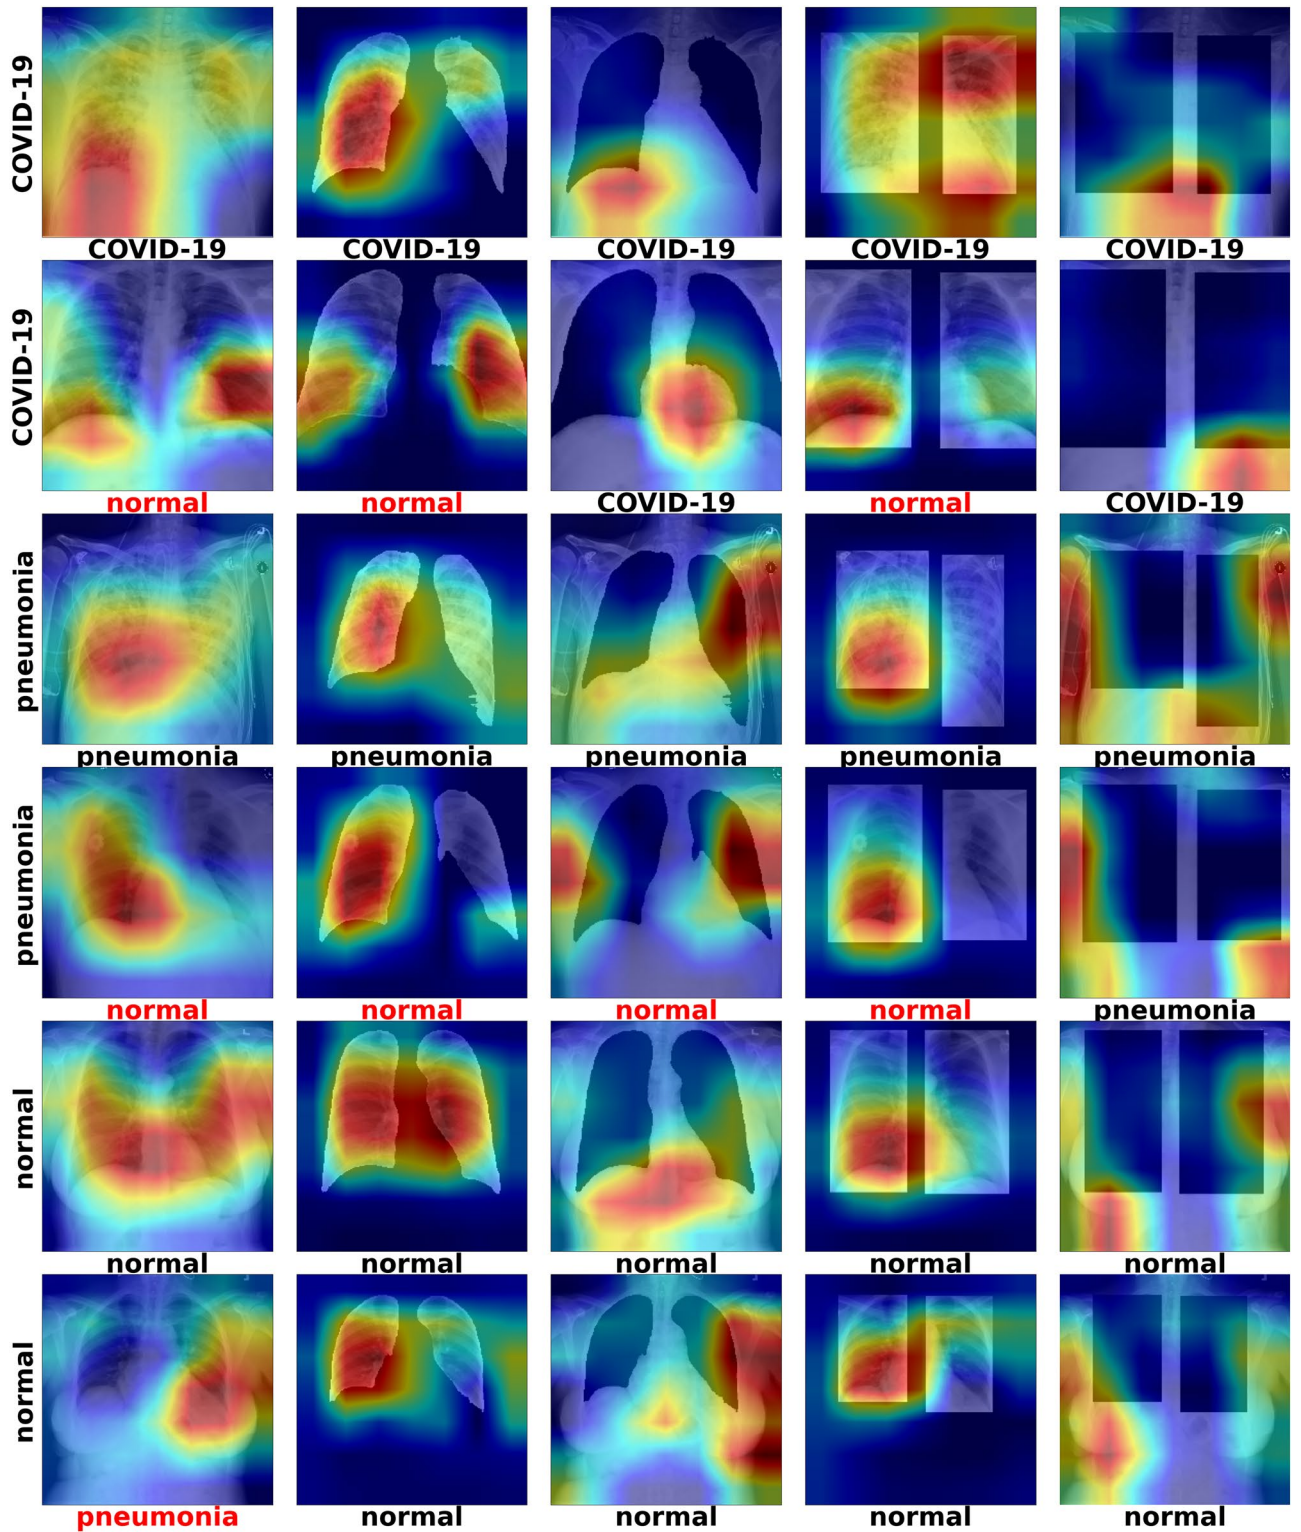 COVID-19
COVID-19 COVID-19 COVID-19 COVID-19 COVID-19
COVID-19
normal normal COVID-19 normal COVID-19
pneumonia
pneumonia pneumonia pneumonia pneumonia pneumonia
pneumonia
normal normal normal normal pneumonia
normal
normal normal normal normal normal
normal
pneumonia normal normal normal normal